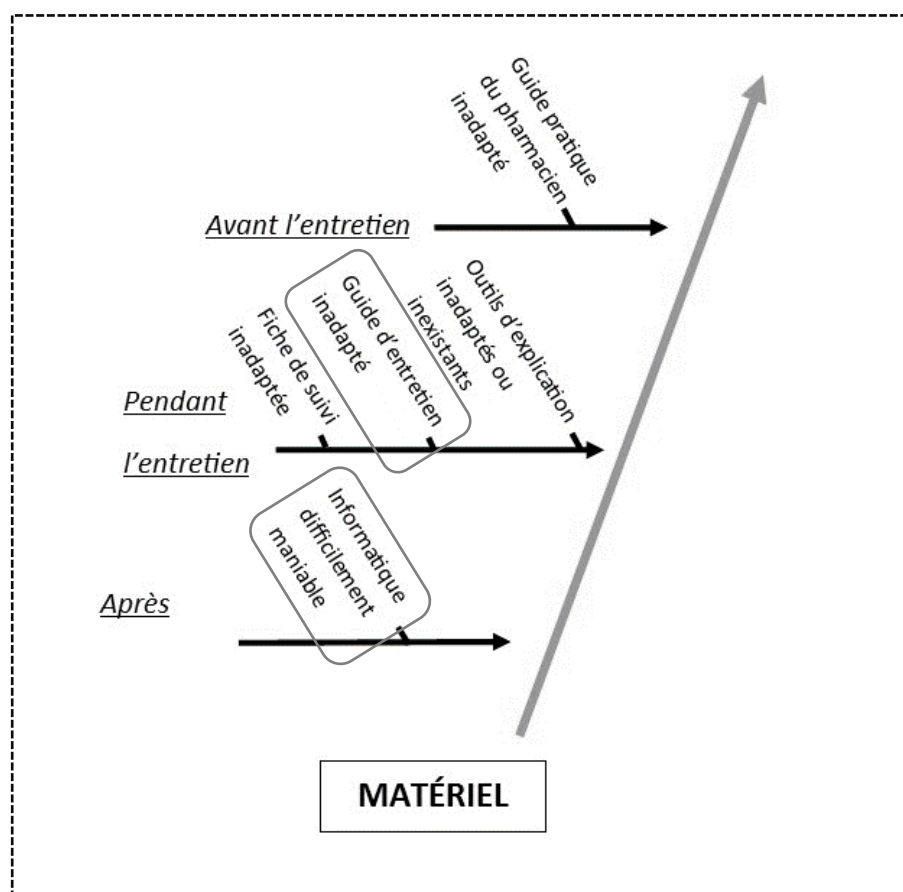 Guide pratique
du pharmacien
inadapté
Avant l’entretien
Fiche de suivi
inadaptée
Guide d’entretien
inadapté
Outils d’explication
inadaptés ou
inexistants
Pendant
l’entretien
Informatique
difficilement
maniable
Après
MATÉRIEL